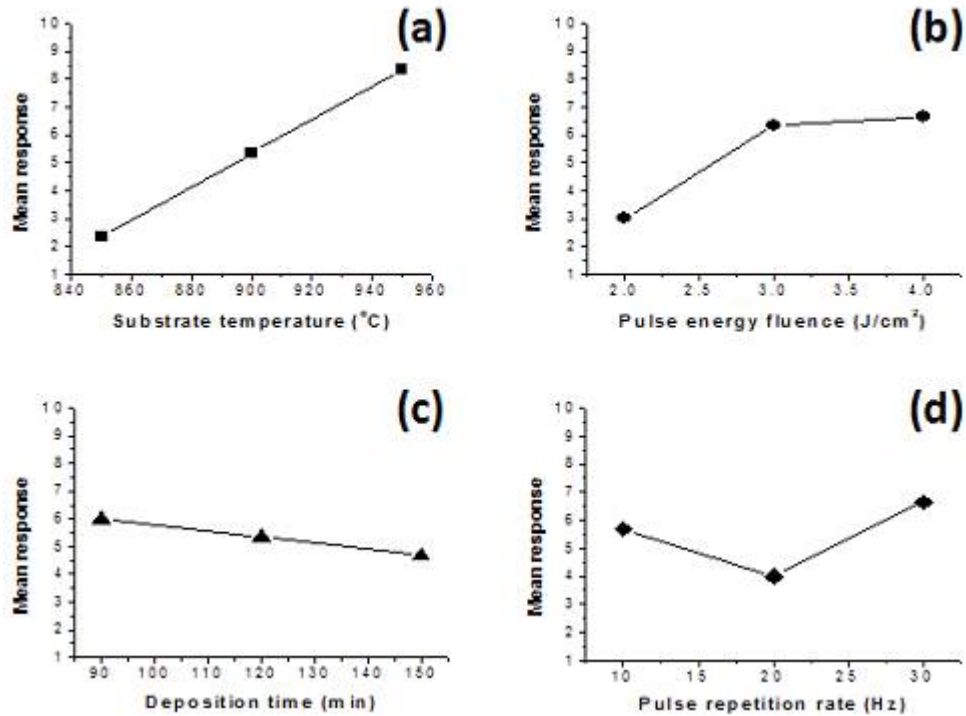 (a)
Mean response
10
9
8
7
6
5
4
3
2
1
840 860 880 900 920 940 960
Substrate temperature (°C)
(b)
Mean response
10
9
8
7
6
5
4
3
2
1
2.0 2.5 3.0 3.5 4.0
Pulse energy fluence (J/cm²)
(c)
Mean response
10
9
8
7
6
5
4
3
2
1
90 100 110 120 130 140 150
Deposition time (min)
(d)
Mean response
10
9
8
7
6
5
4
3
2
1
10 15 20 25 30
Pulse repetition rate (Hz)